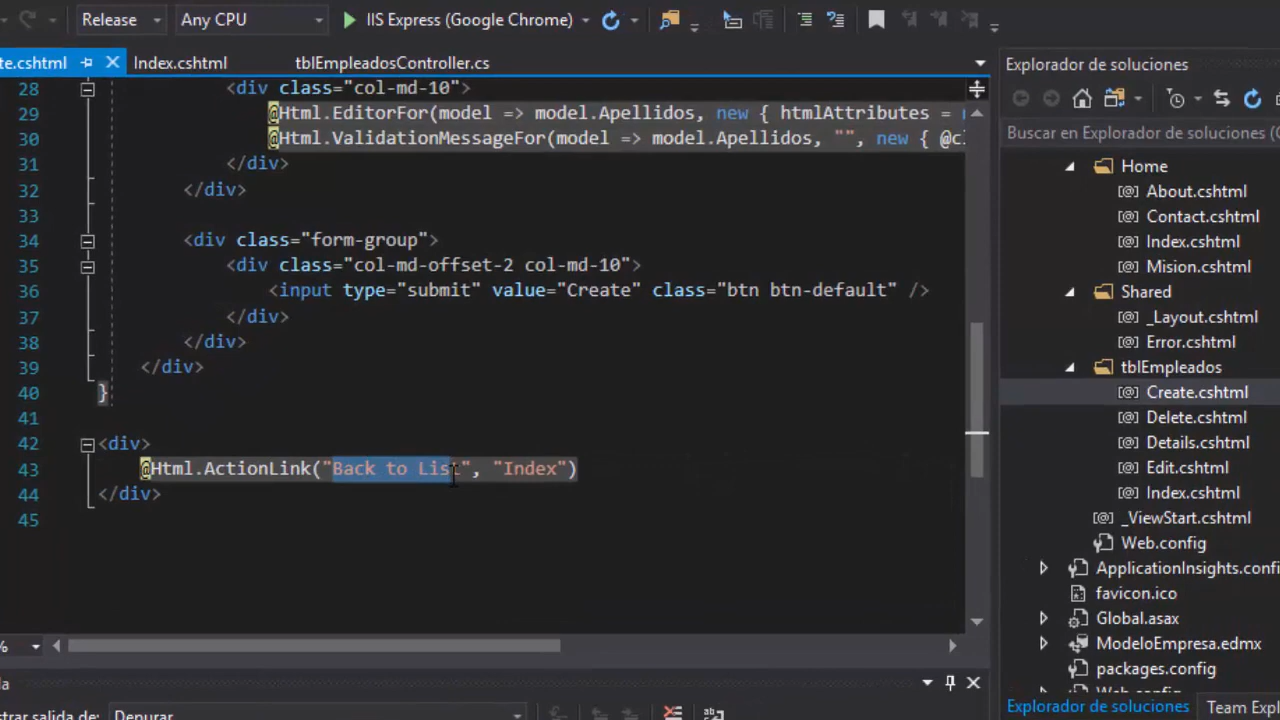 Release Any CPU IIS Express (Google Chrome)
te.cshtml Index.cshtml tblEmpleadosController.cs
28 <div class="col-md-10">
29 @Html.EditorFor(model => model.Apellidos, new { htmlAttributes =
30 @Html.ValidationMessageFor(model => model.Apellidos, "", new { @cl
31 </div>
32 </div>
33
34 <div class="form-group">
35 <div class="col-md-offset-2 col-md-10">
36 <input type="submit" value="Create" class="btn btn-default" />
37 </div>
38 </div>
39 </div>
40 }
41
42 <div>
43 @Html.ActionLink("Back to List", "Index")
44 </div>
45
%
da
strar salida de: Depurar
Explorador de soluciones
Buscar en Explorador de soluciones (C
Home
About.cshtml
Contact.cshtml
Index.cshtml
Mision.cshtml
Shared
_Layout.cshtml
Error.cshtml
tblEmpleados
Create.cshtml
Delete.cshtml
Details.cshtml
Edit.cshtml
Index.cshtml
_ViewStart.cshtml
Web.config
ApplicationInsights.confi
favicon.ico
Global.asax
ModeloEmpresa.edmx
packages.config
Web.config
Explorador de soluciones Team Expl